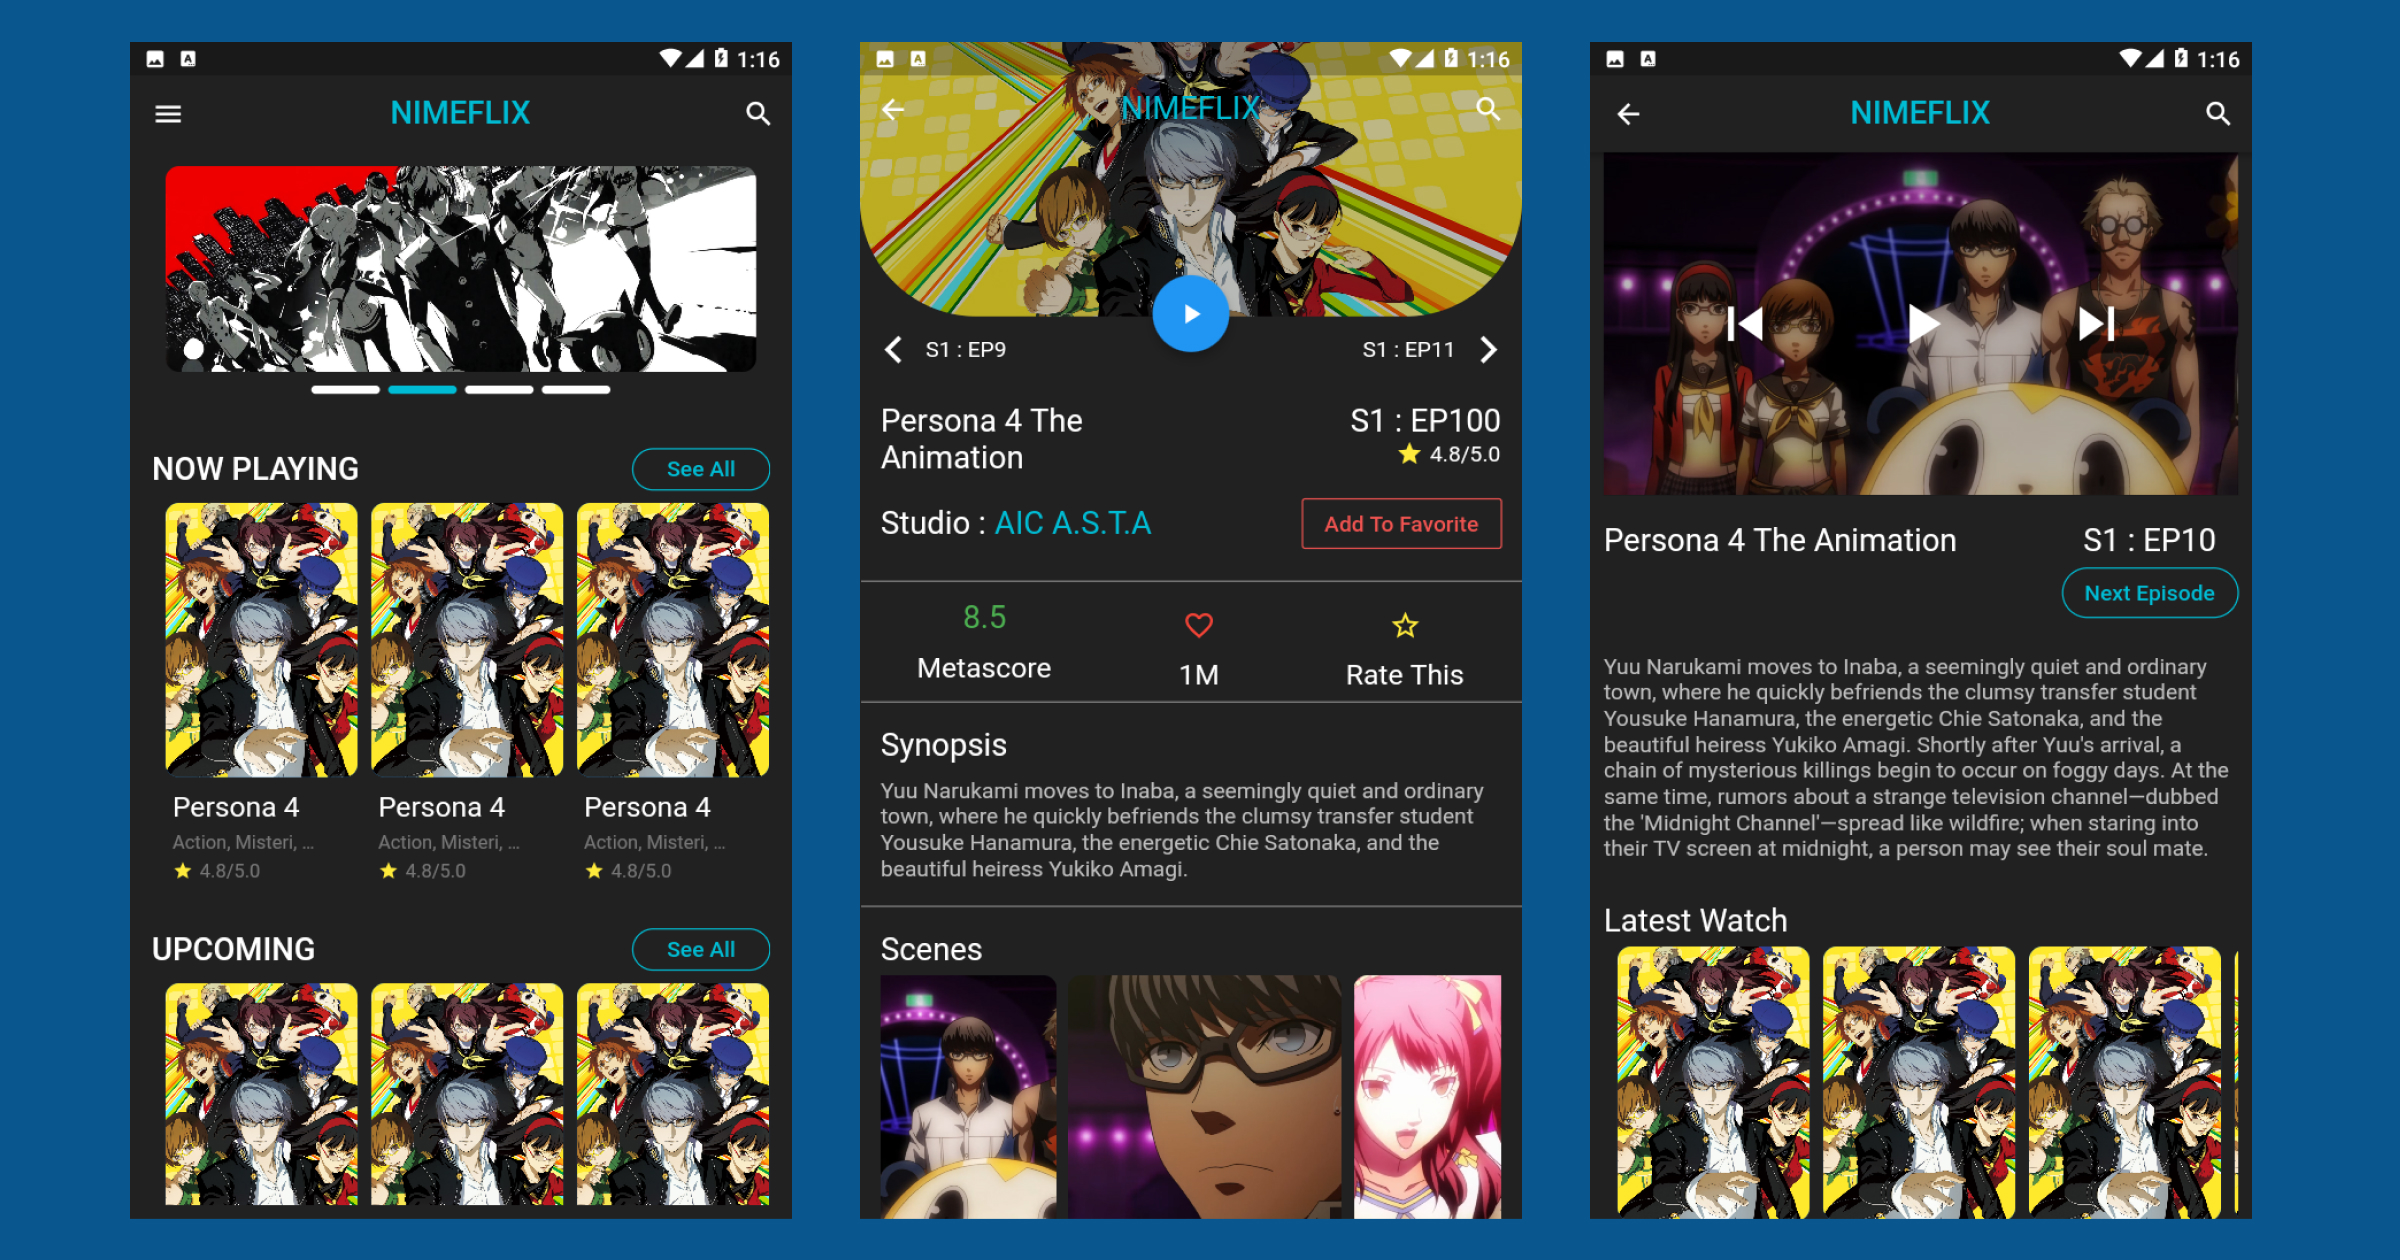 1:16
NIMEFLIX
NOW PLAYING
See All
Persona 4
Persona 4
Persona 4
Action, Misteri, ...
Action, Misteri, ...
Action, Misteri, ...
4.8/5.0
4.8/5.0
4.8/5.0
UPCOMING
See All
1:16
NIMEFLIX
S1 : EP9
S1 : EP11
Persona 4 The
Animation
S1 : EP100
4.8/5.0
Studio : AIC A.S.T.A
Add To Favorite
8.5
Metascore
1M
Rate This
Synopsis
Yuu Narukami moves to Inaba, a seemingly quiet and ordinary
town, where he quickly befriends the clumsy transfer student
Yousuke Hanamura, the energetic Chie Satonaka, and the
beautiful heiress Yukiko Amagi.
Scenes
1:16
NIMEFLIX
Persona 4 The Animation
S1 : EP10
Next Episode
Yuu Narukami moves to Inaba, a seemingly quiet and ordinary
town, where he quickly befriends the clumsy transfer student
Yousuke Hanamura, the energetic Chie Satonaka, and the
beautiful heiress Yukiko Amagi. Shortly after Yuu's arrival, a
chain of mysterious killings begin to occur on foggy days. At the
same time, rumors about a strange television channel—dubbed
the 'Midnight Channel'—spread like wildfire; when staring into
their TV screen at midnight, a person may see their soul mate.
Latest Watch